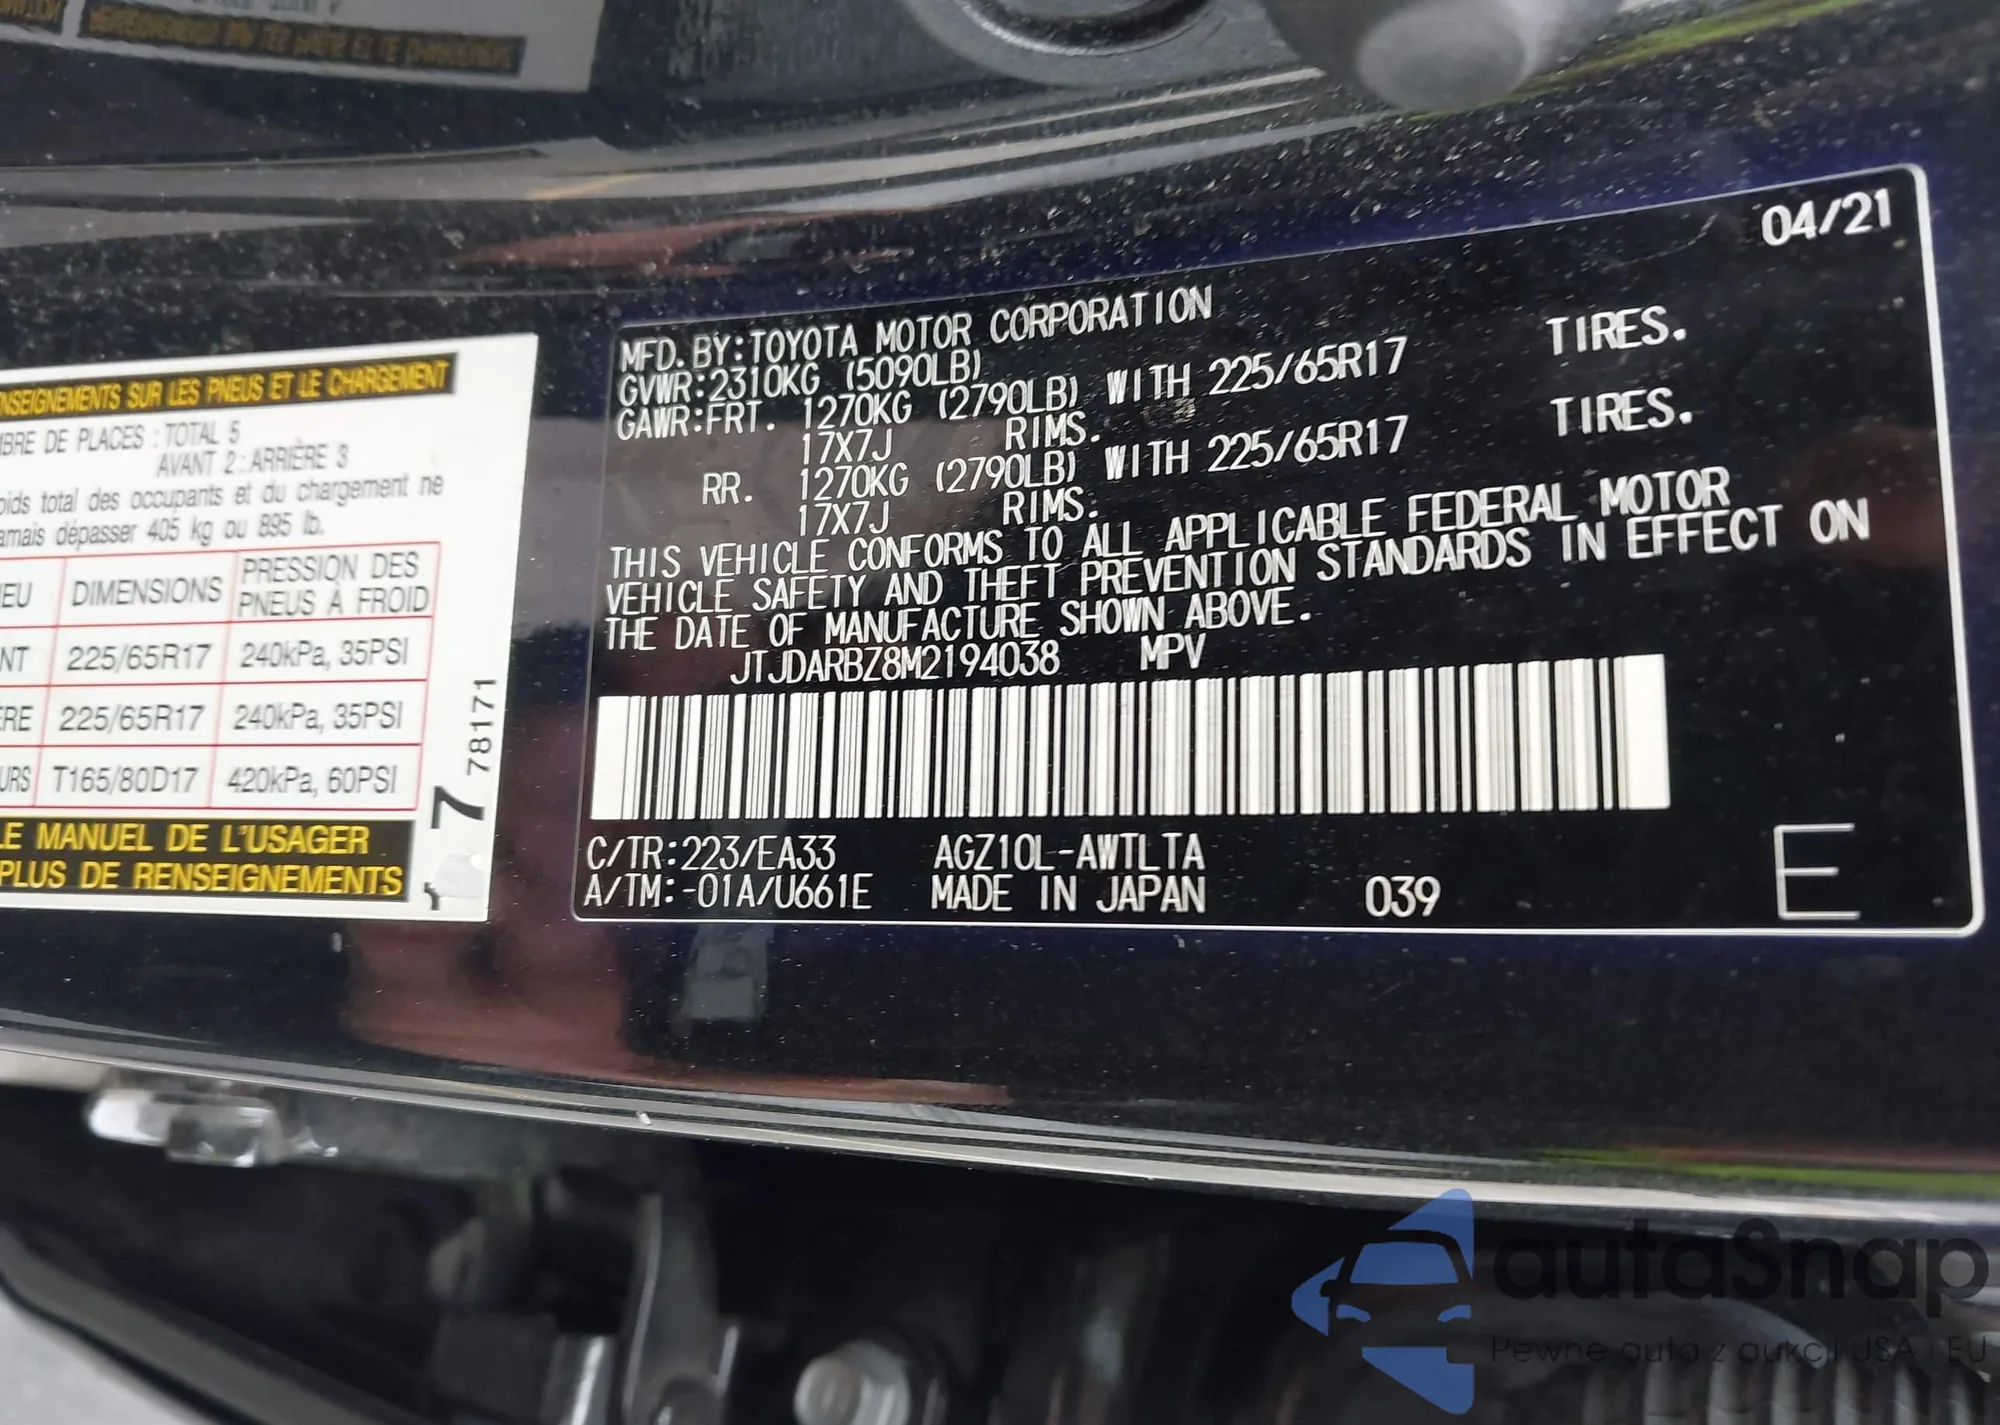 NSEIGNEMENTS SUR LES PNEUS ET LE CHARGEMENT
MBRE DE PLACES : TOTAL 5
AVANT 2 : ARRIÈRE 3
oids total des occupants et du chargement ne
amais dépasser 405 kg ou 895 lb.
EU DIMENSIONS PRESSION DES PNEUS À FROID
NT 225/65R17 240kPa, 35PSI
ÈRE 225/65R17 240kPa, 35PSI
URS T165/80D17 420kPa, 60PSI
LE MANUEL DE L'USAGER
PLUS DE RENSEIGNEMENTS
7 78171
04/21
MFD. BY: TOYOTA MOTOR CORPORATION
GVWR: 2310KG (5090LB)
GAWR: FRT. 1270KG (2790LB) WITH 225/65R17 TIRES.
17X7J RIMS.
RR. 1270KG (2790LB) WITH 225/65R17 TIRES.
17X7J RIMS.
THIS VEHICLE CONFORMS TO ALL APPLICABLE FEDERAL MOTOR
VEHICLE SAFETY AND THEFT PREVENTION STANDARDS IN EFFECT ON
THE DATE OF MANUFACTURE SHOWN ABOVE.
JTJDARBZ8M2194038 MPV
C/TR: 223/EA33 AGZ10L-AWTLTA
A/TM: -01A/U661E MADE IN JAPAN 039 E
autoSnap
Pewne auta z aukcji USA i EU